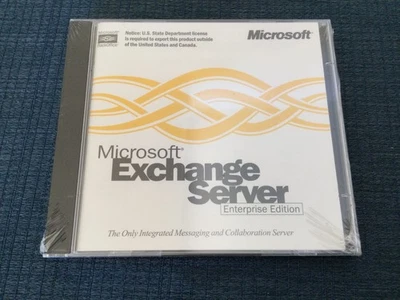 Notice: U.S. State Department license
is required to export this product outside
of the United States and Canada.
Microsoft®
Microsoft®
Exchange
Server
Enterprise Edition
The Only Integrated Messaging and Collaboration Server